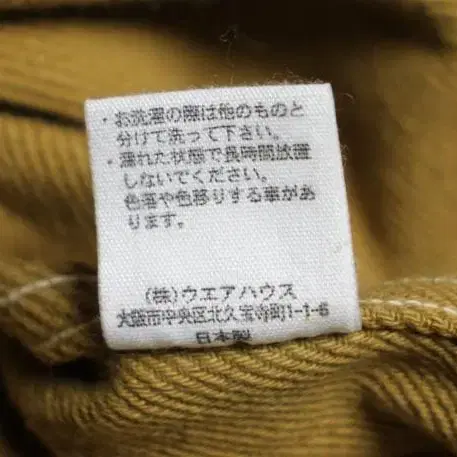 ・お洗濯の際は他のものと
分けて洗って下さい。
・濡れた状態で長時間放置
しないでください。
色落や色移りする事があ
ります。
(株)ウエアハウス
大阪市中央区北久宝寺町1-1-6
日本製